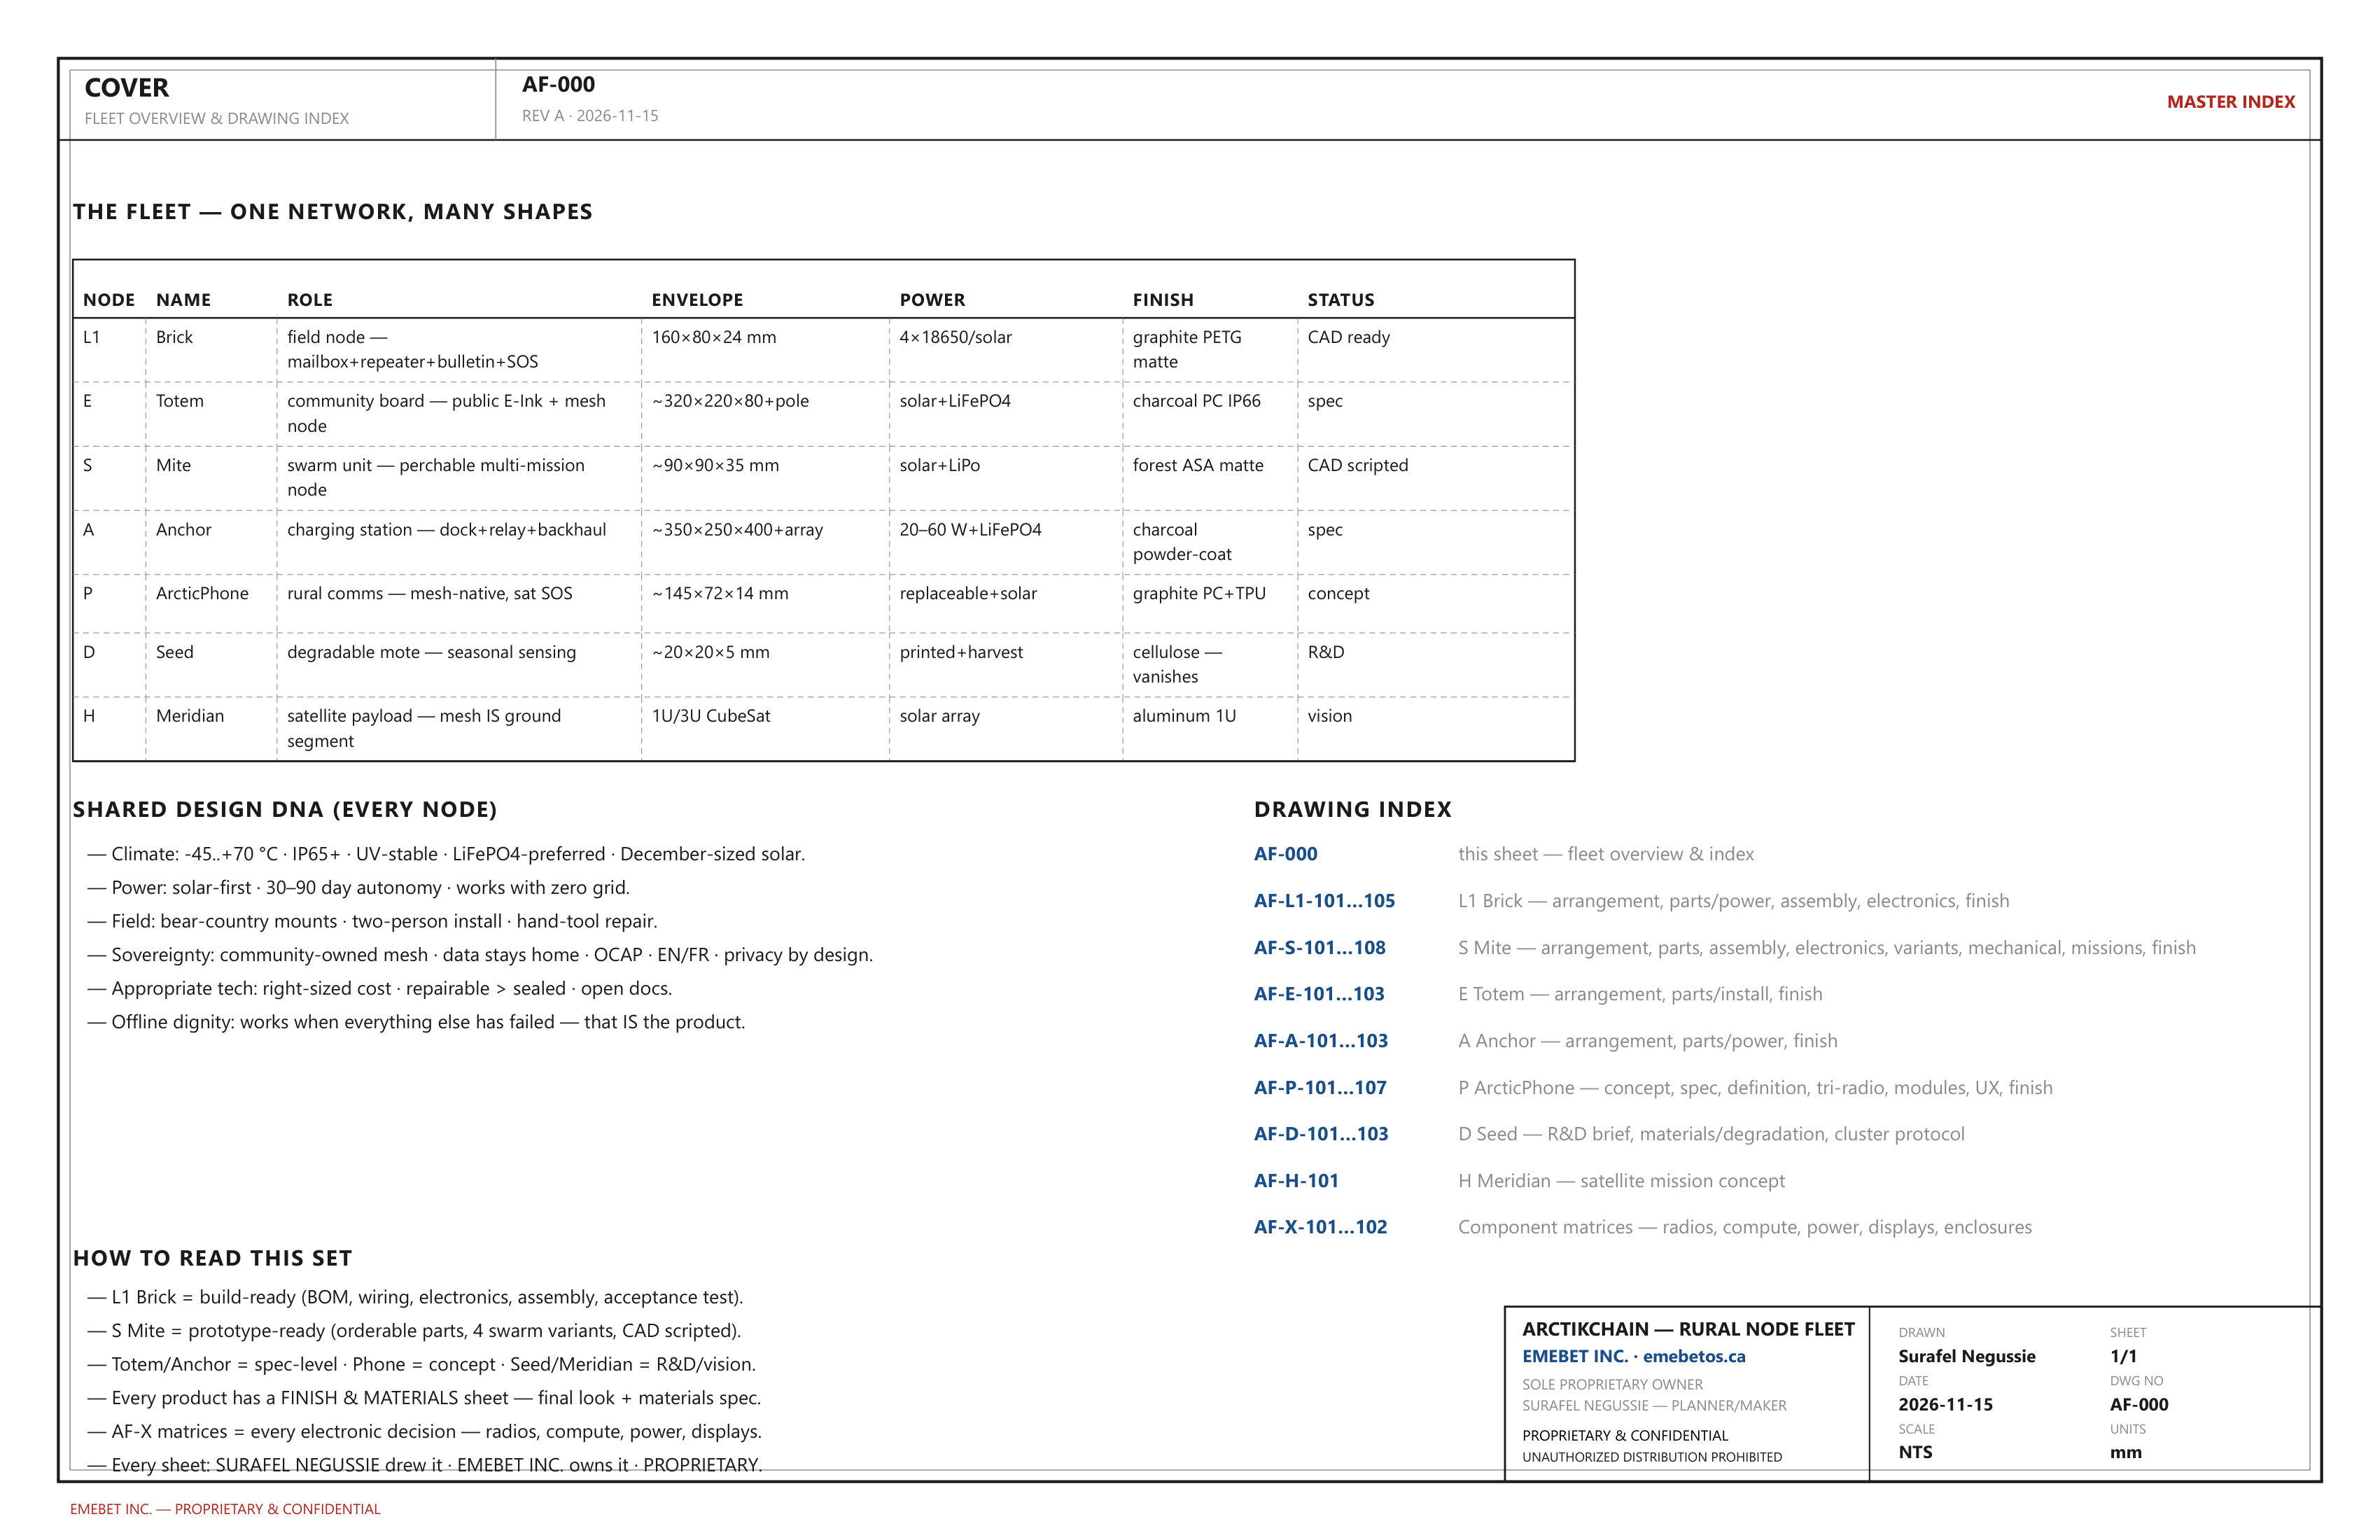 COVER
FLEET OVERVIEW & DRAWING INDEX
AF-000
REV A · 2026-11-15
MASTER INDEX
THE FLEET — ONE NETWORK, MANY SHAPES
NODE NAME ROLE ENVELOPE POWER FINISH STATUS
L1 Brick field node — 160×80×24 mm 4×18650/solar graphite PETG CAD ready
mailbox+repeater+bulletin+SOS matte
E Totem community board — public E-Ink + mesh ~320×220×80+pole solar+LiFePO4 charcoal PC IP66 spec
node
S Mite swarm unit — perchable multi-mission ~90×90×35 mm solar+LiPo forest ASA matte CAD scripted
node
A Anchor charging station — dock+relay+backhaul ~350×250×400+array 20–60 W+LiFePO4 charcoal spec
powder-coat
P ArcticPhone rural comms — mesh-native, sat SOS ~145×72×14 mm replaceable+solar graphite PC+TPU concept
D Seed degradable mote — seasonal sensing ~20×20×5 mm printed+harvest cellulose — R&D
vanishes
H Meridian satellite payload — mesh IS ground 1U/3U CubeSat solar array aluminum 1U vision
segment
SHARED DESIGN DNA (EVERY NODE)
— Climate: -45..+70 °C · IP65+ · UV-stable · LiFePO4-preferred · December-sized solar.
— Power: solar-first · 30–90 day autonomy · works with zero grid.
— Field: bear-country mounts · two-person install · hand-tool repair.
— Sovereignty: community-owned mesh · data stays home · OCAP · EN/FR · privacy by design.
— Appropriate tech: right-sized cost · repairable > sealed · open docs.
— Offline dignity: works when everything else has failed — that IS the product.
DRAWING INDEX
AF-000 this sheet — fleet overview & index
AF-L1-101…105 L1 Brick — arrangement, parts/power, assembly, electronics, finish
AF-S-101…108 S Mite — arrangement, parts, assembly, electronics, variants, mechanical, missions, finish
AF-E-101…103 E Totem — arrangement, parts/install, finish
AF-A-101…103 A Anchor — arrangement, parts/power, finish
AF-P-101…107 P ArcticPhone — concept, spec, definition, tri-radio, modules, UX, finish
AF-D-101…103 D Seed — R&D brief, materials/degradation, cluster protocol
AF-H-101 H Meridian — satellite mission concept
AF-X-101…102 Component matrices — radios, compute, power, displays, enclosures
HOW TO READ THIS SET
— L1 Brick = build-ready (BOM, wiring, electronics, assembly, acceptance test).
— S Mite = prototype-ready (orderable parts, 4 swarm variants, CAD scripted).
— Totem/Anchor = spec-level · Phone = concept · Seed/Meridian = R&D/vision.
— Every product has a FINISH & MATERIALS sheet — final look + materials spec.
— AF-X matrices = every electronic decision — radios, compute, power, displays.
— Every sheet: SURAFEL NEGUSSIE drew it · EMEBET INC. owns it · PROPRIETARY.
ARCTIKCHAIN — RURAL NODE FLEET
EMEBET INC. · emebetos.ca
SOLE PROPRIETARY OWNER
SURAFEL NEGUSSIE — PLANNER/MAKER
PROPRIETARY & CONFIDENTIAL
UNAUTHORIZED DISTRIBUTION PROHIBITED
DRAWN SHEET
Surafel Negussie 1/1
DATE DWG NO
2026-11-15 AF-000
SCALE UNITS
NTS mm
EMEBET INC. — PROPRIETARY & CONFIDENTIAL